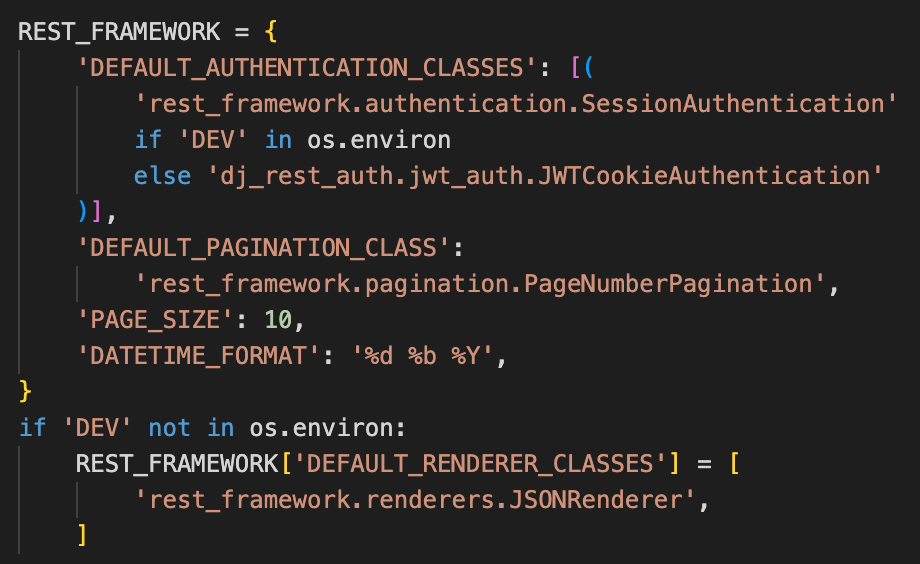 REST_FRAMEWORK = {
    'DEFAULT_AUTHENTICATION_CLASSES': [(
        'rest_framework.authentication.SessionAuthentication'
        if 'DEV' in os.environ
        else 'dj_rest_auth.jwt_auth.JWTCookieAuthentication'
    )],
    'DEFAULT_PAGINATION_CLASS':
        'rest_framework.pagination.PageNumberPagination',
    'PAGE_SIZE': 10,
    'DATETIME_FORMAT': '%d %b %Y',
}
if 'DEV' not in os.environ:
    REST_FRAMEWORK['DEFAULT_RENDERER_CLASSES'] = [
        'rest_framework.renderers.JSONRenderer',
    ]